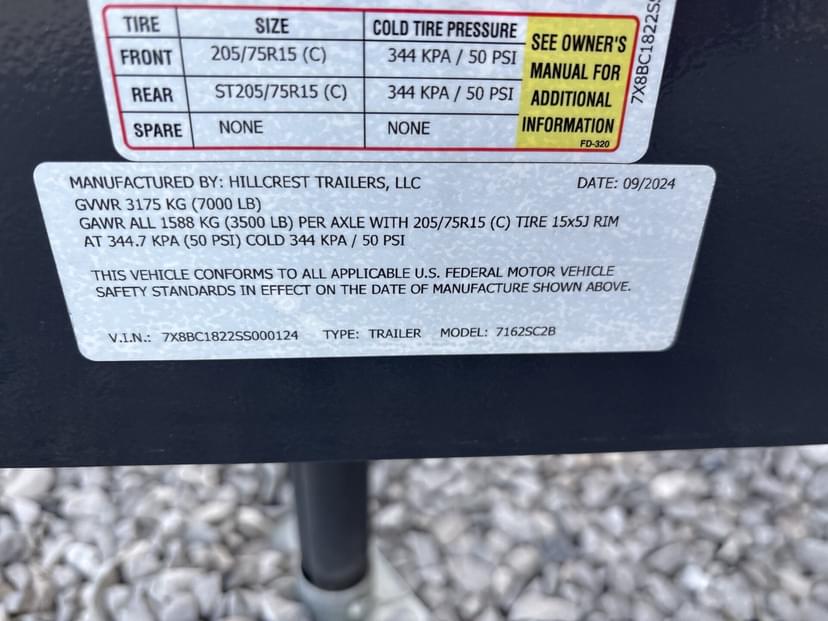 TIRE SIZE COLD TIRE PRESSURE
FRONT 205/75R15 (C) 344 KPA / 50 PSI
REAR ST205/75R15 (C) 344 KPA / 50 PSI
SPARE NONE NONE
SEE OWNER'S
MANUAL FOR
ADDITIONAL
INFORMATION
FD-320
7X8BC1822SS
MANUFACTURED BY: HILLCREST TRAILERS, LLC DATE: 09/2024
GVWR 3175 KG (7000 LB)
GAWR ALL 1588 KG (3500 LB) PER AXLE WITH 205/75R15 (C) TIRE 15x5J RIM
AT 344.7 KPA (50 PSI) COLD 344 KPA / 50 PSI
THIS VEHICLE CONFORMS TO ALL APPLICABLE U.S. FEDERAL MOTOR VEHICLE
SAFETY STANDARDS IN EFFECT ON THE DATE OF MANUFACTURE SHOWN ABOVE.
V.I.N.: 7X8BC1822SS000124 TYPE: TRAILER MODEL: 7162SC2B